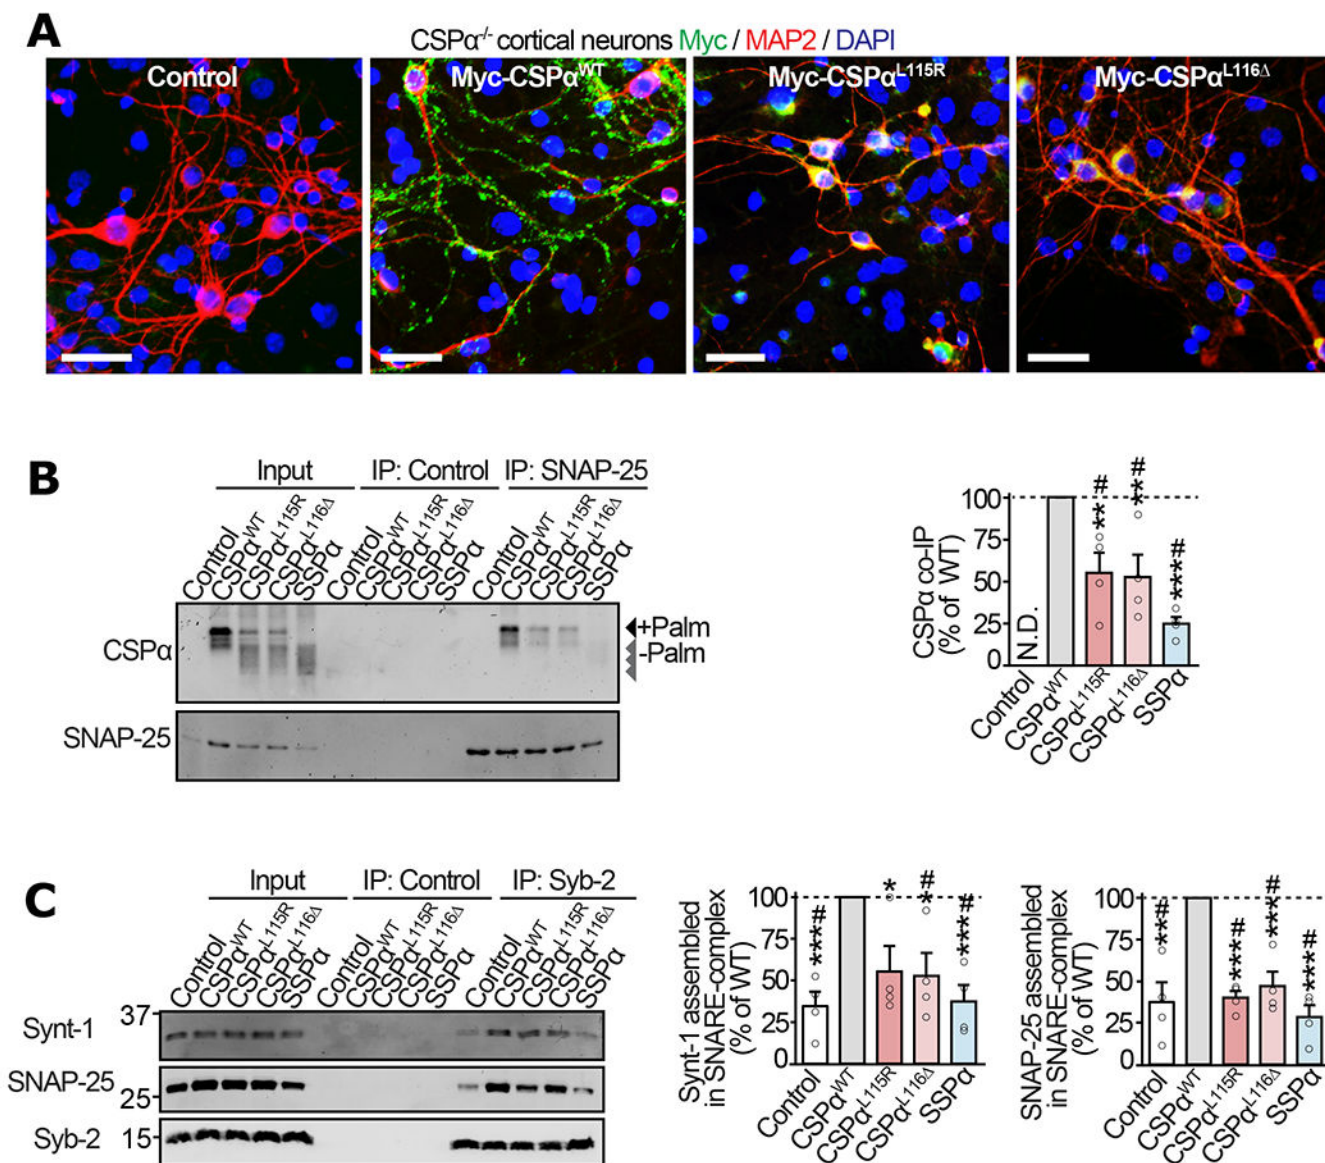 A
CSPα-/- cortical neurons Myc / MAP2 / DAPI
Control
Myc-CSPαWT
Myc-CSPαL115R
Myc-CSPαL116Δ
B
Input
IP: Control
IP: SNAP-25
Control
CSPαWT
CSPαL115R
CSPαL116Δ
SSPα
Control
CSPαWT
CSPαL115R
CSPαL116Δ
SSPα
Control
CSPαWT
CSPαL115R
CSPαL116Δ
SSPα
CSPα
+Palm
-Palm
SNAP-25
CSPα co-IP
(% of WT)
100
75
50
25
0
N.D.
#
**
#
***
#
****
Control
CSPαWT
CSPαL115R
CSPαL116Δ
SSPα
C
Input
IP: Control
IP: Syb-2
Control
CSPαWT
CSPαL115R
CSPαL116Δ
SSPα
Control
CSPαWT
CSPαL115R
CSPαL116Δ
SSPα
Control
CSPαWT
CSPαL115R
CSPαL116Δ
SSPα
37
Synt-1
SNAP-25
25
Syb-2
15
Synt-1 assembled
in SNARE-complex
(% of WT)
100
75
50
25
0
#
****
*
#
*
#
****
Control
CSPαWT
CSPαL115R
CSPαL116Δ
SSPα
SNAP-25 assembled
in SNARE-complex
(% of WT)
100
75
50
25
0
#
**
#
****
#
***
#
****
Control
CSPαWT
CSPαL115R
CSPαL116Δ
SSPα